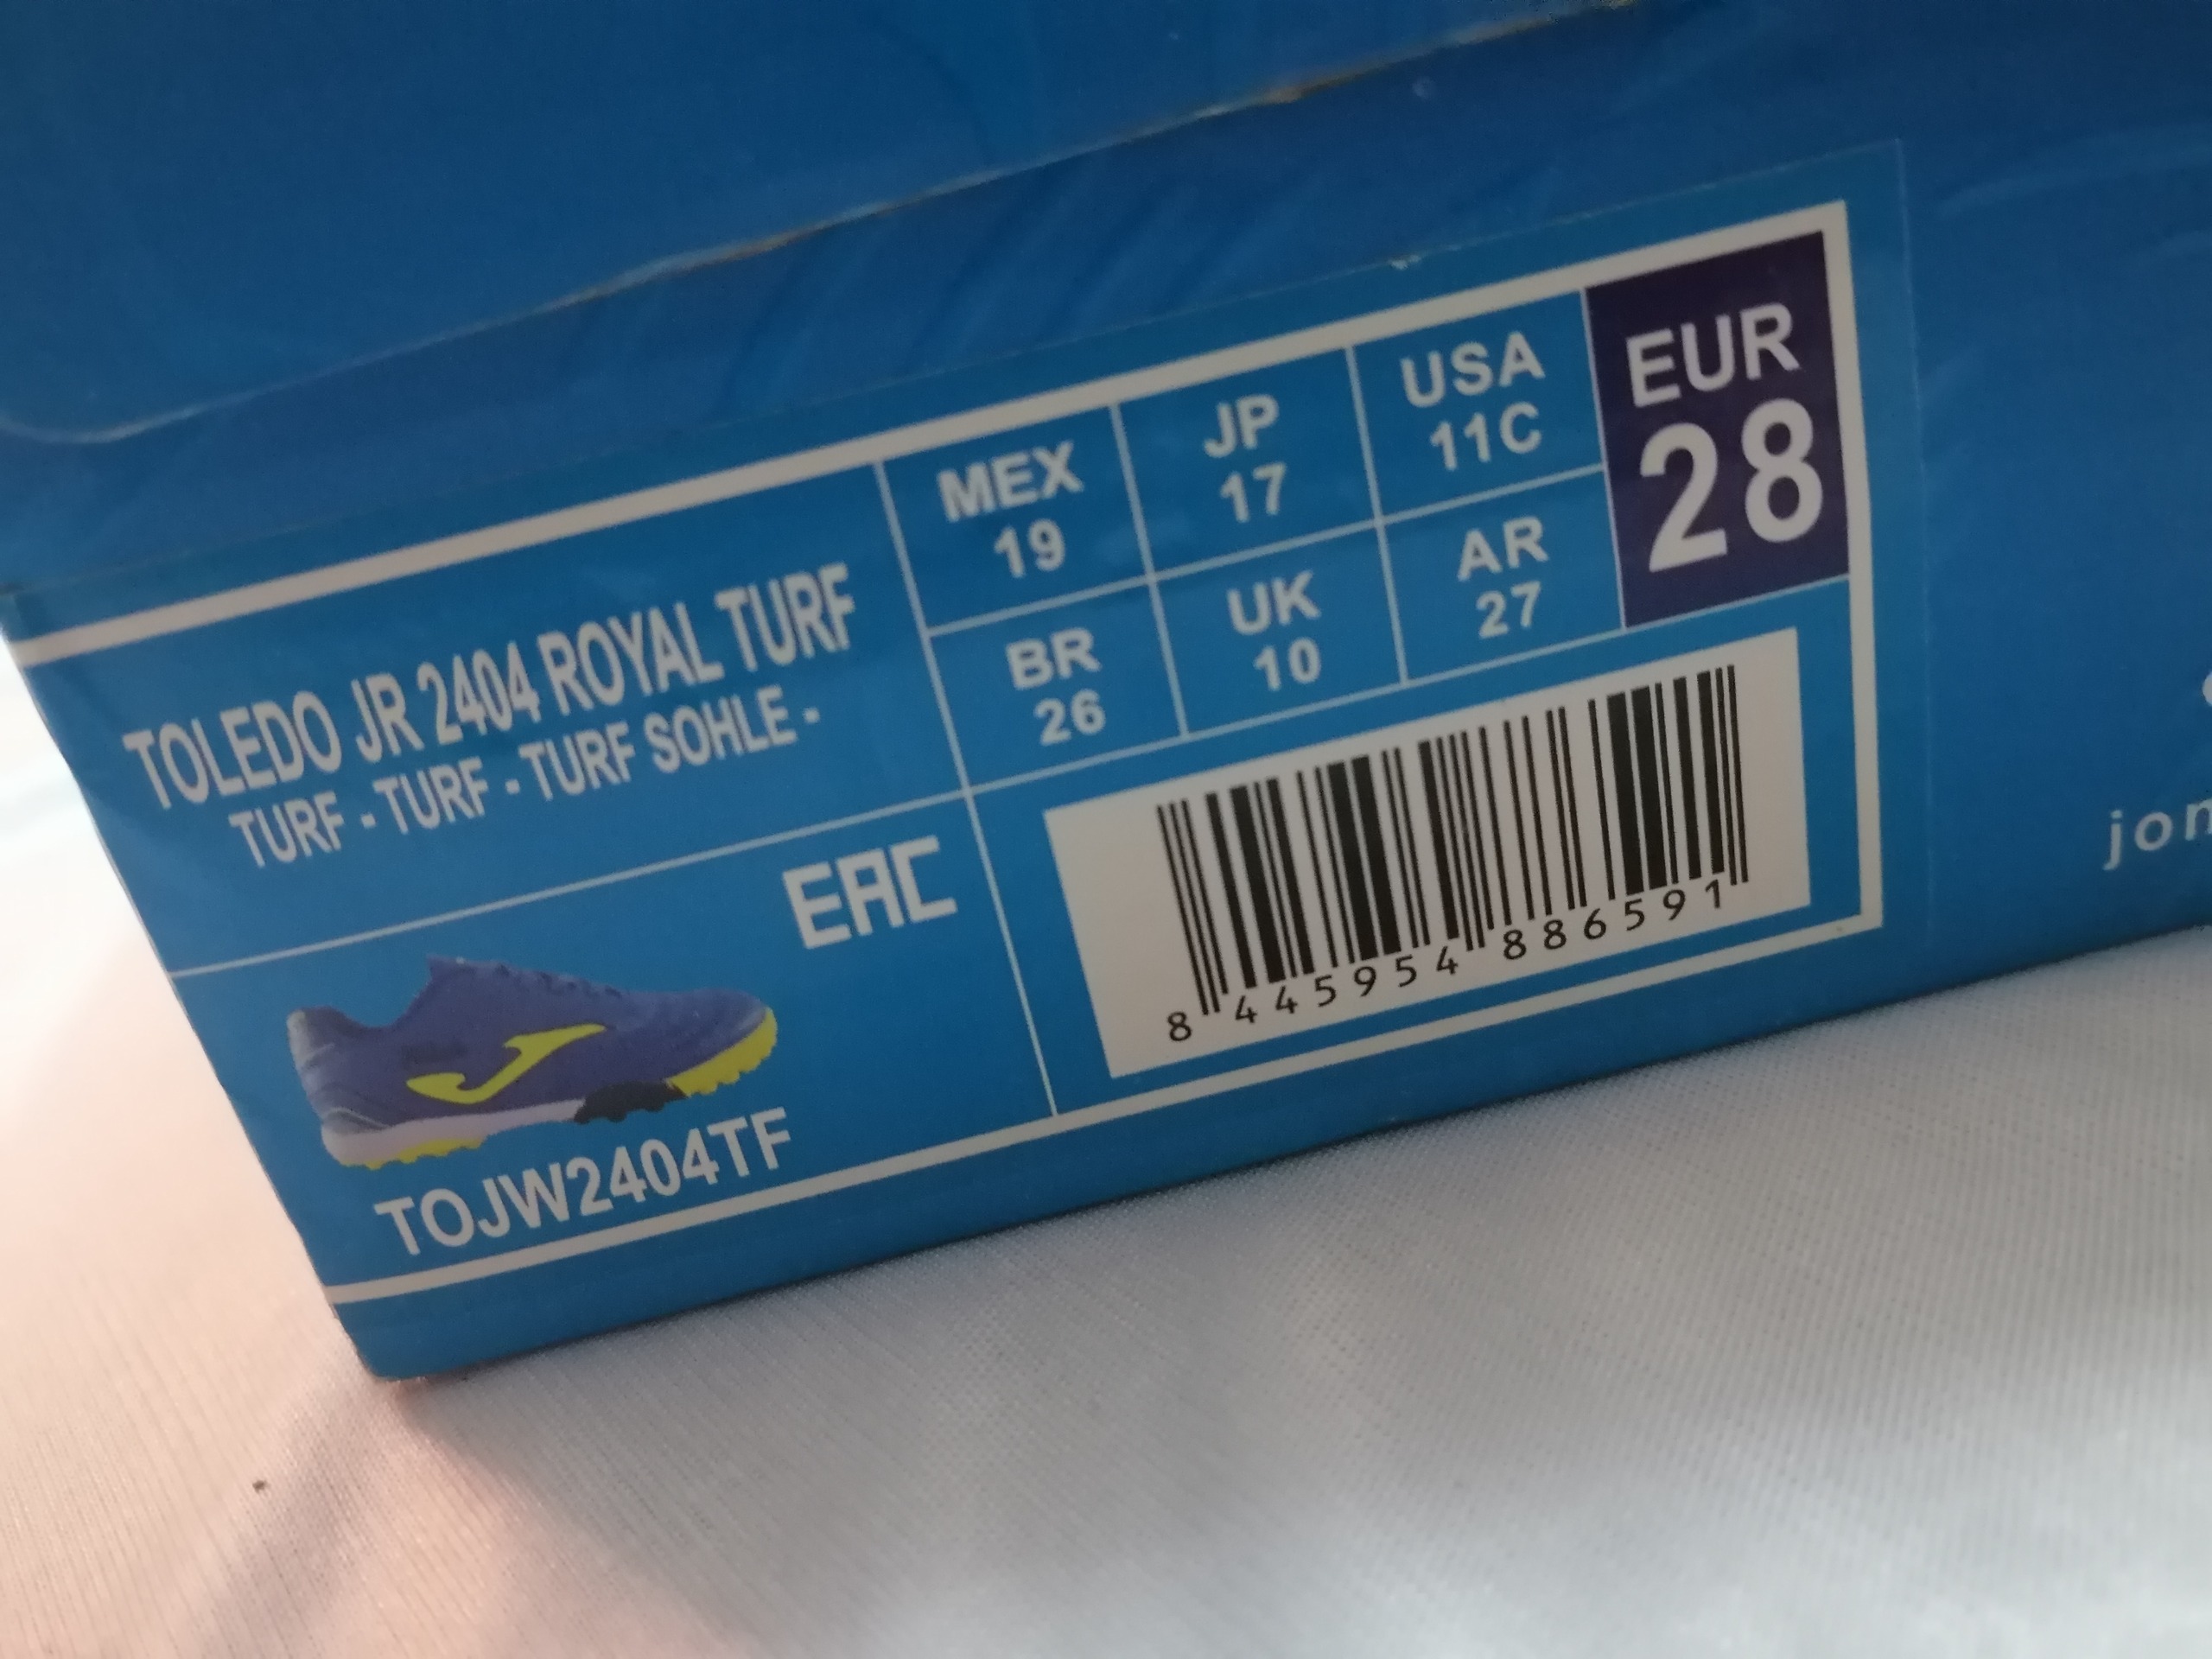 TOLEDO JR 2404 ROYAL TURF
TURF - TURF - TURF SOHLE -
MEX
19
JP
17
USA
11C
EUR
28
BR
26
UK
10
AR
27
EAC
TOJW2404TF
8 445954 886591